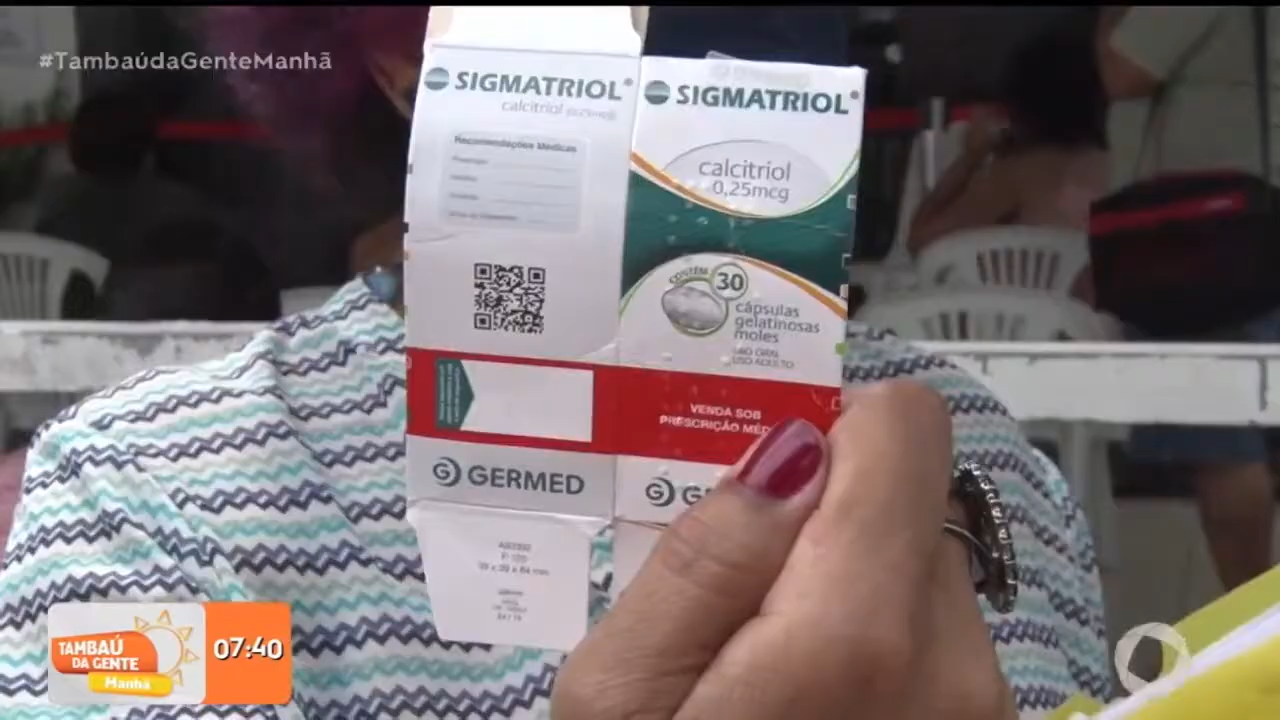 #TambaúdaGenteManhã
SIGMATRIOL®
calcitriol
Recomendações Médicas
GERMED
SIGMATRIOL®
calcitriol
0,25mcg
CONTÉM 30
cápsulas
gelatinosas
moles
USO ORAL
USO ADULTO
VENDA SOB
PRESCRIÇÃO
TAMBAÚ
DA GENTE
Manhã
07:40